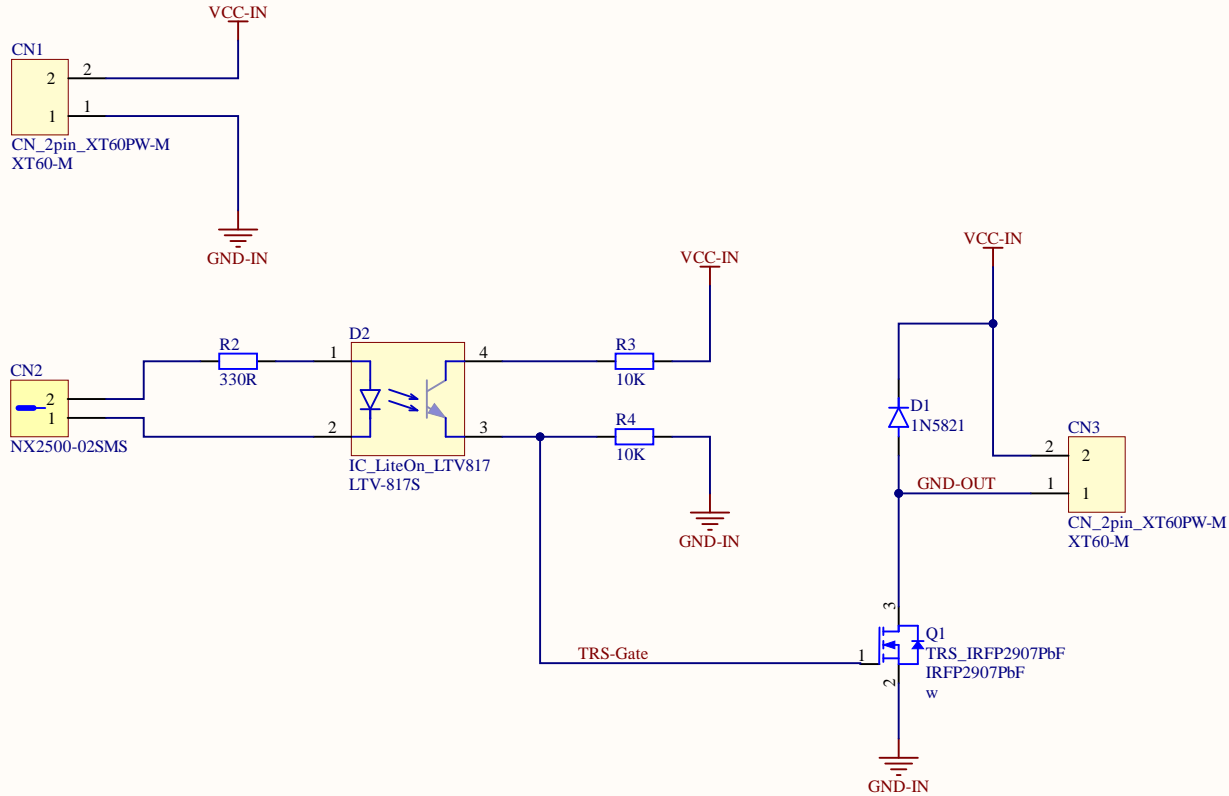 VCC-IN
CN1
2
2
1
1
CN_2pin_XT60PW-M
XT60-M
GND-IN
VCC-IN
VCC-IN
D2
R2
330R
1
4
R3
10K
CN2
2
1
NX2500-02SMS
2
3
R4
10K
IC_LiteOn_LTV817
LTV-817S
GND-IN
D1
1N5821
CN3
2
2
GND-OUT
1
1
CN_2pin_XT60PW-M
XT60-M
3
Q1
TRS-Gate
1
TRS_IRFP2907PbF
IRFP2907PbF
2
w
GND-IN